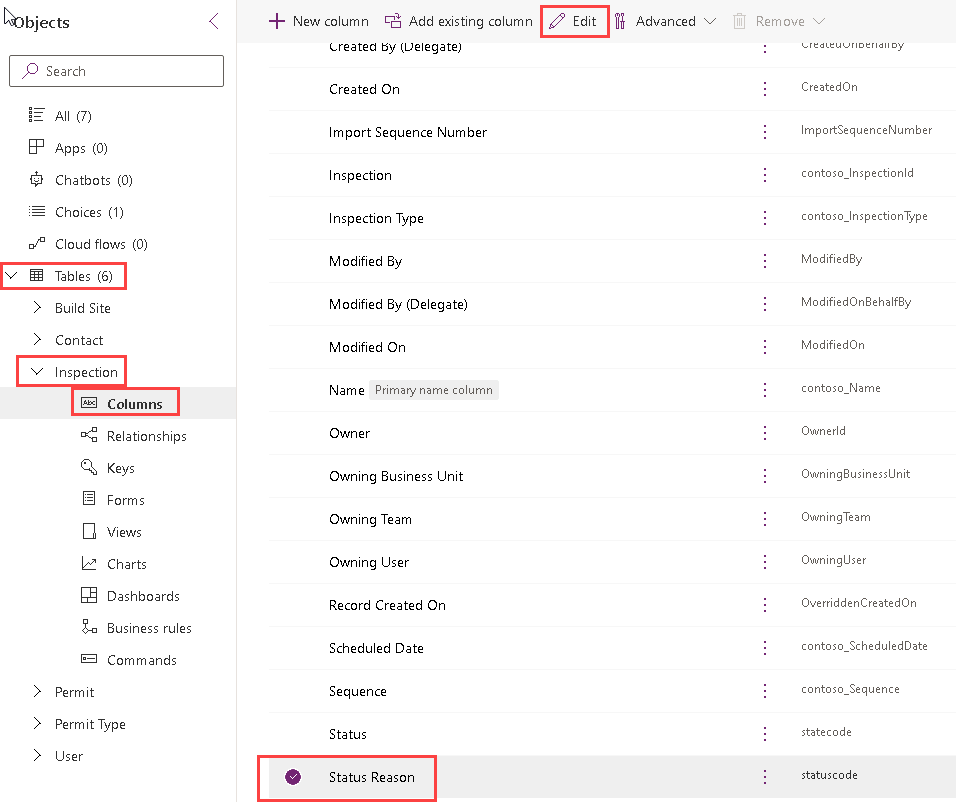 Objects
Search
All (7)
Apps (0)
Chatbots (0)
Choices (1)
Cloud flows (0)
Tables (6)
Build Site
Contact
Inspection
Abc Columns
Relationships
Keys
Forms
Views
Charts
Dashboards
Business rules
Commands
Permit
Permit Type
User
New column Add existing column Edit Advanced Remove
Created By (Delegate) CreatedOnBehalfBy
Created On CreatedOn
Import Sequence Number ImportSequenceNumber
Inspection contoso_InspectionId
Inspection Type contoso_InspectionType
Modified By ModifiedBy
Modified By (Delegate) ModifiedOnBehalfBy
Modified On ModifiedOn
Name Primary name column contoso_Name
Owner OwnerId
Owning Business Unit OwningBusinessUnit
Owning Team OwningTeam
Owning User OwningUser
Record Created On OverriddenCreatedOn
Scheduled Date contoso_ScheduledDate
Sequence contoso_Sequence
Status statecode
Status Reason statuscode